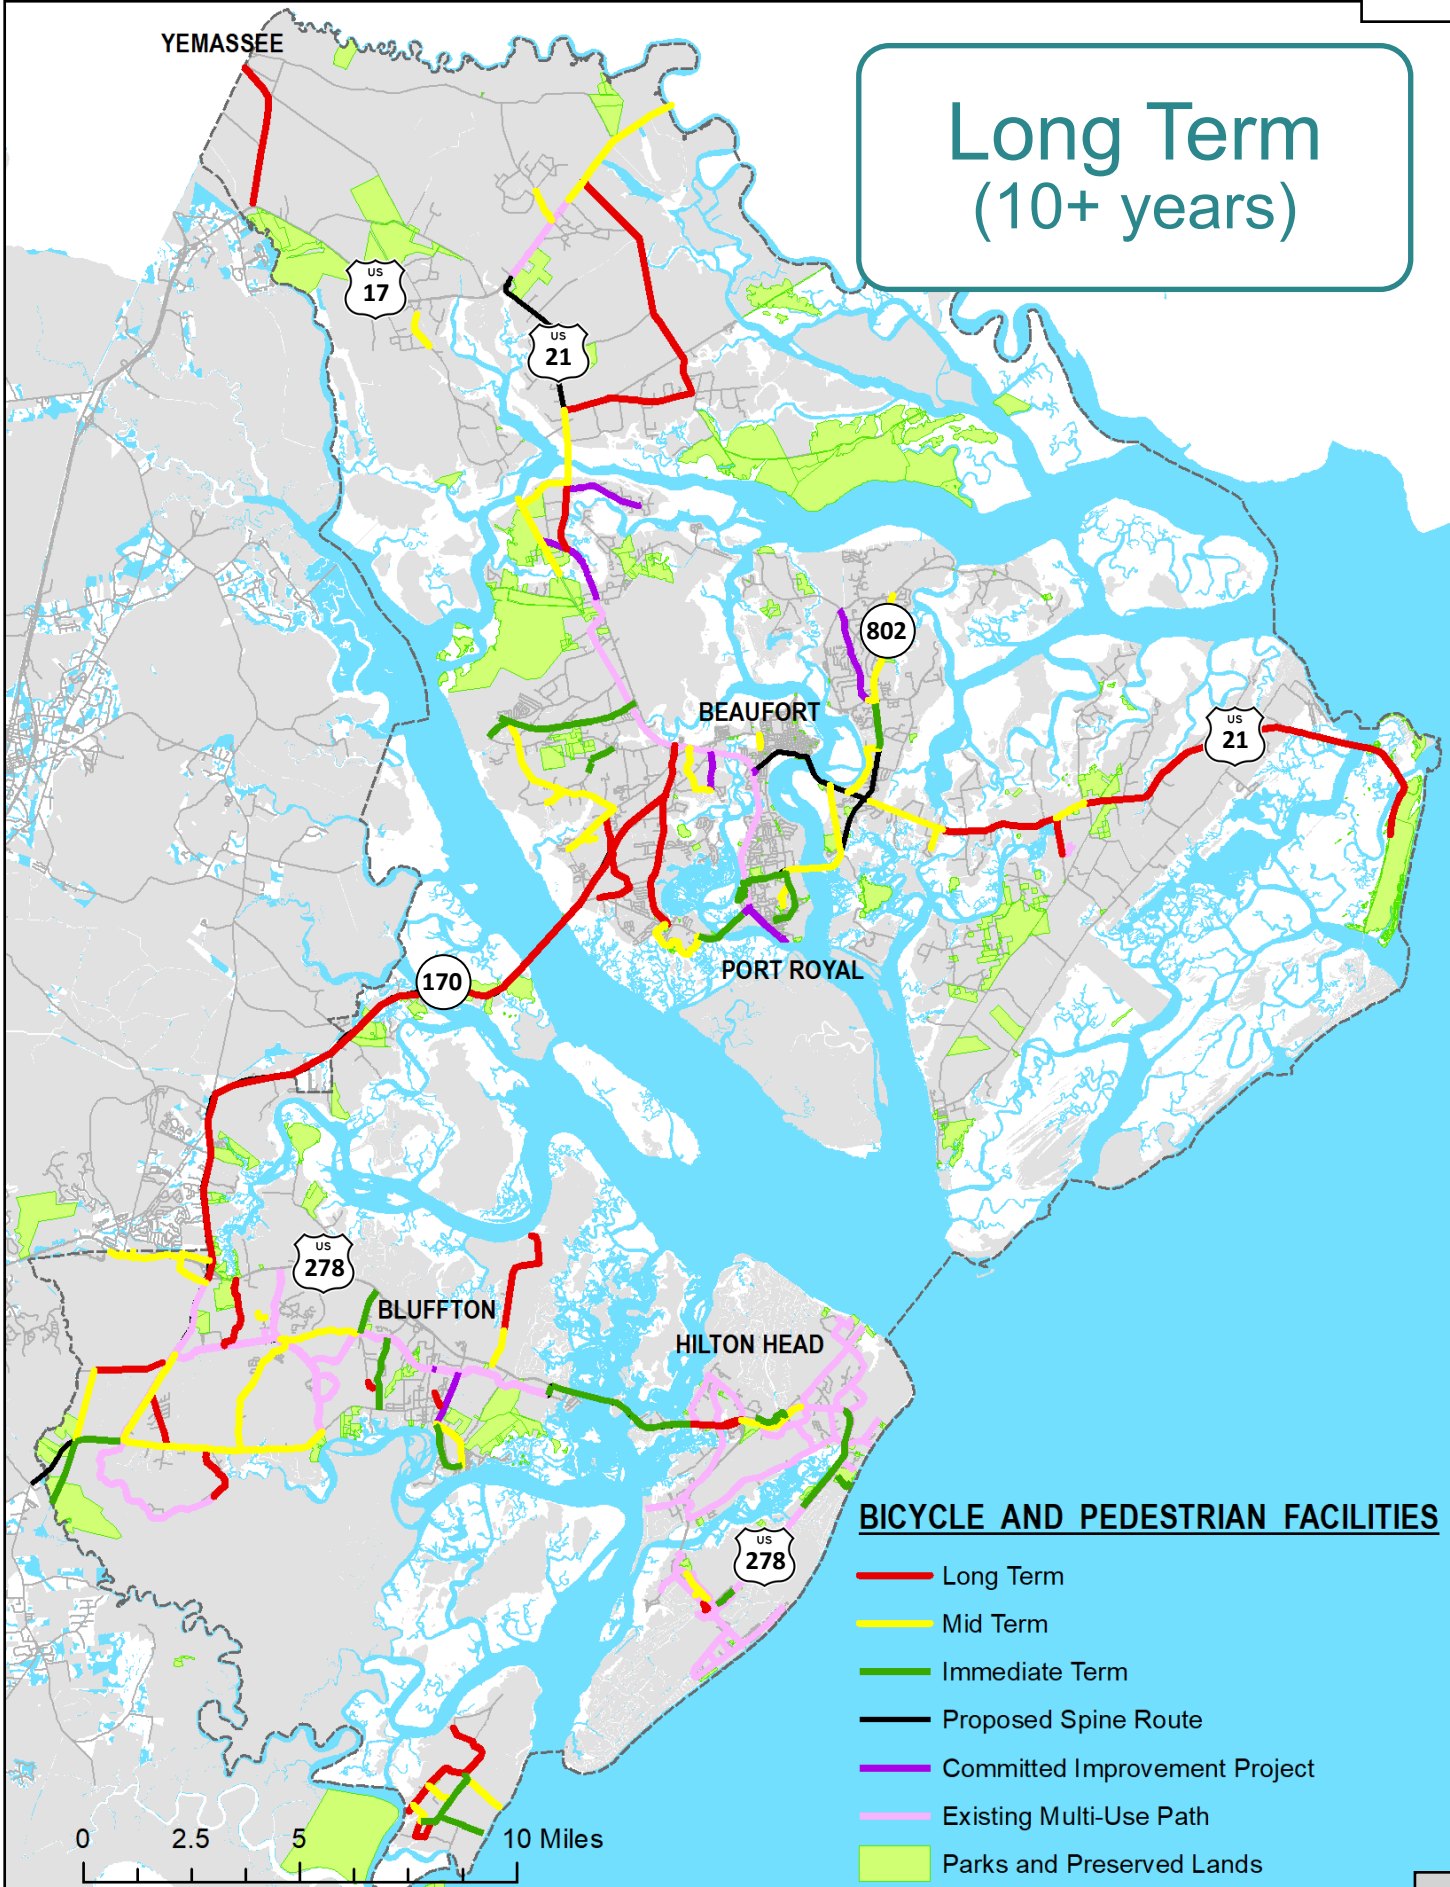 YEMASSEE
Long Term
(10+ years)
US
17
US
21
802
BEAUFORT
US
21
PORT ROYAL
170
US
278
BLUFFTON
HILTON HEAD
US
278
BICYCLE AND PEDESTRIAN FACILITIES
Long Term
Mid Term
Immediate Term
Proposed Spine Route
Committed Improvement Project
Existing Multi-Use Path
Parks and Preserved Lands
0 2.5 5 10 Miles